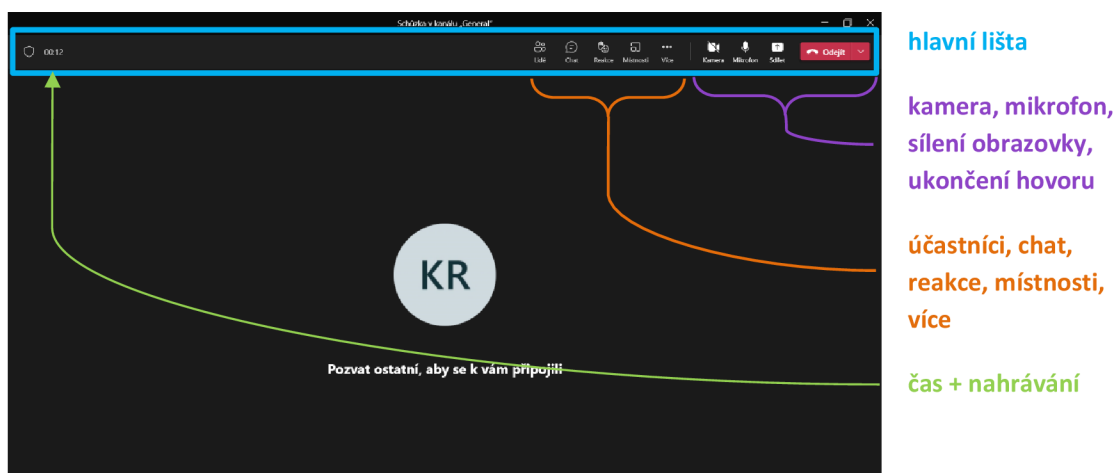 Schůzka v kanálu „General"
00:12
Lidé Chat Reakce Místnosti Více Kamera Mikrofon Sdílet Odejít
hlavní lišta
kamera, mikrofon,
sílení obrazovky,
ukončení hovoru
účastníci, chat,
reakce, místnosti,
více
KR
Pozvat ostatní, aby se k vám připojili
čas + nahrávání